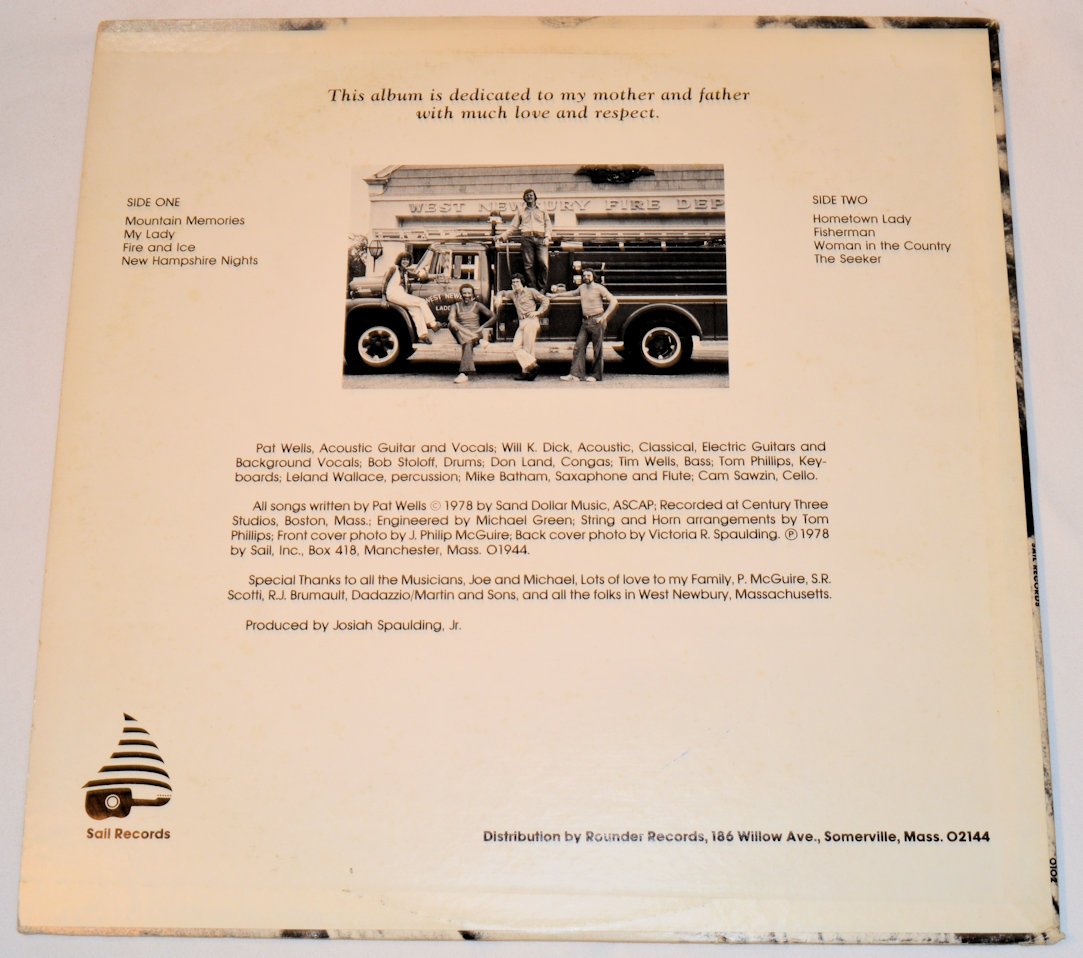 This album is dedicated to my mother and father
with much love and respect.
SIDE ONE
Mountain Memories
My Lady
Fire and Ice
New Hampshire Nights
SIDE TWO
Hometown Lady
Fisherman
Woman in the Country
The Seeker
WEST NEWBURY FIRE DEP
WEST NEW
LADD
Pat Wells, Acoustic Guitar and Vocals; Will K. Dick, Acoustic, Classical, Electric Guitars and
Background Vocals; Bob Stoloff, Drums; Don Land, Congas; Tim Wells, Bass; Tom Phillips, Key-
boards; Leland Wallace, percussion; Mike Batham, Saxaphone and Flute; Cam Sawzin, Cello.
All songs written by Pat Wells © 1978 by Sand Dollar Music, ASCAP; Recorded at Century Three
Studios, Boston, Mass.; Engineered by Michael Green; String and Horn arrangements by Tom
Phillips; Front cover photo by J. Philip McGuire; Back cover photo by Victoria R. Spaulding. ℗ 1978
by Sail, Inc., Box 418, Manchester, Mass. 01944.
Special Thanks to all the Musicians, Joe and Michael, Lots of love to my Family, P. McGuire, S.R.
Scotti, R.J. Brumault, Dadazzio/Martin and Sons, and all the folks in West Newbury, Massachusetts.
Produced by Josiah Spaulding, Jr.
Sail Records
Distribution by Rounder Records, 186 Willow Ave., Somerville, Mass. 02144
SAIL RECORDS